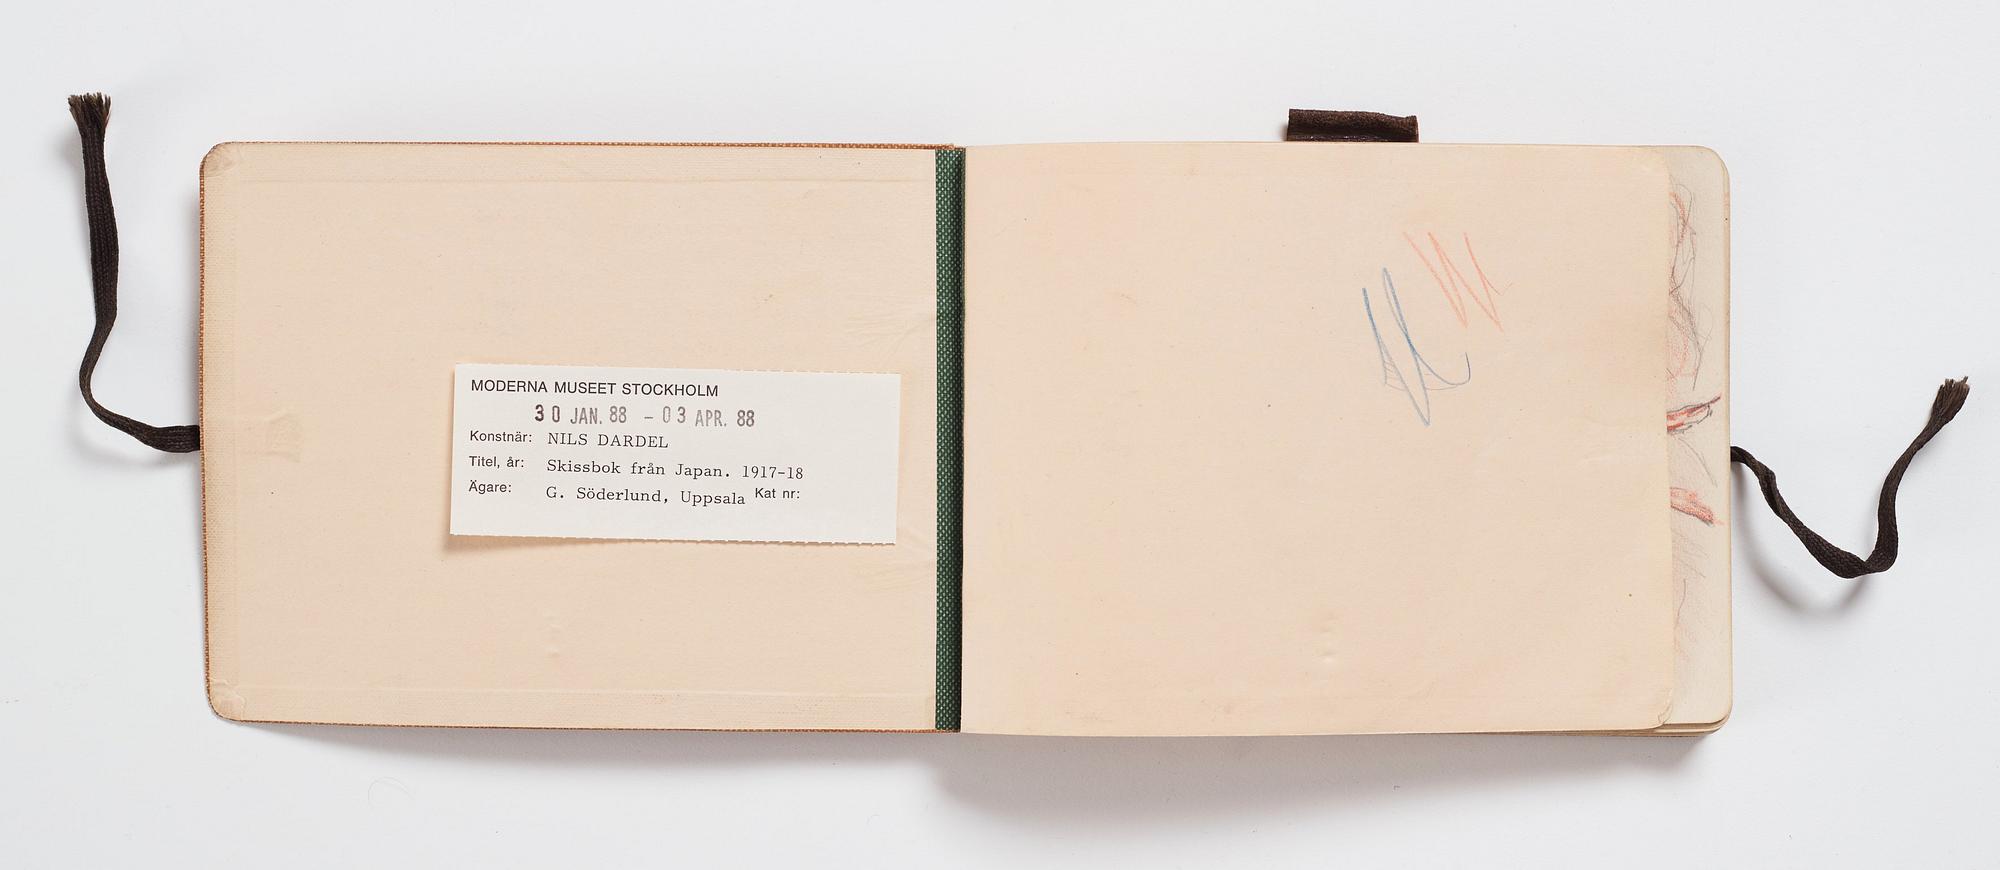 MODERNA MUSEET STOCKHOLM
30 JAN. 88 – 03 APR. 88
Konstnär: NILS DARDEL
Titel, år: Skissbok från Japan. 1917-18
Ägare: G. Söderlund, Uppsala Kat nr: